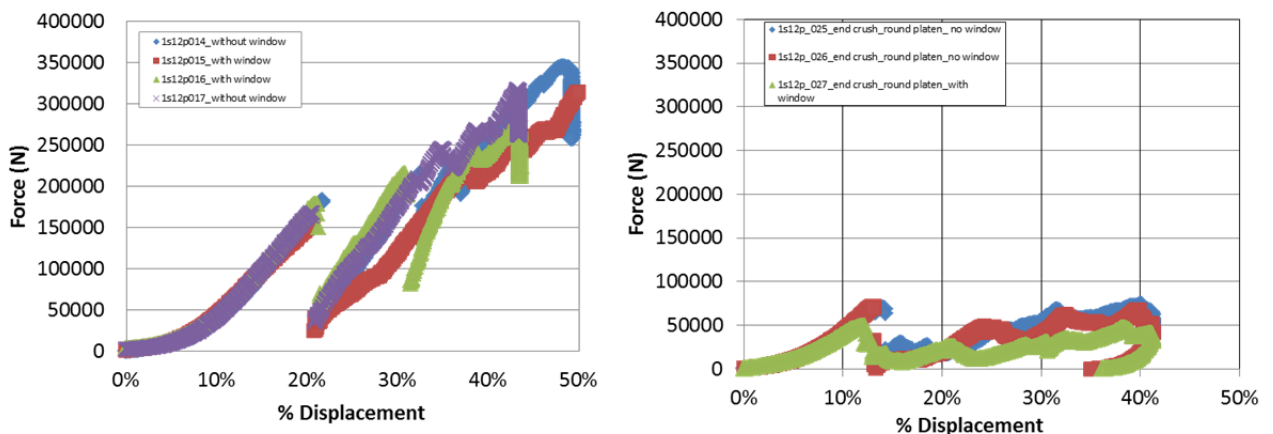 400000
350000
300000
250000
200000
150000
100000
50000
0
Force (N)
1s12p014_without window
1s12p015_with window
1s12p016_with window
1s12p017_without window
0% 10% 20% 30% 40% 50%
% Displacement
400000
350000
300000
250000
200000
150000
100000
50000
0
Force (N)
1s12p_025_end crush_round platen_ no window
1s12p_026_end crush_round platen_no window
1s12p_027_end crush_round platen_with
window
0% 10% 20% 30% 40% 50%
% Displacement